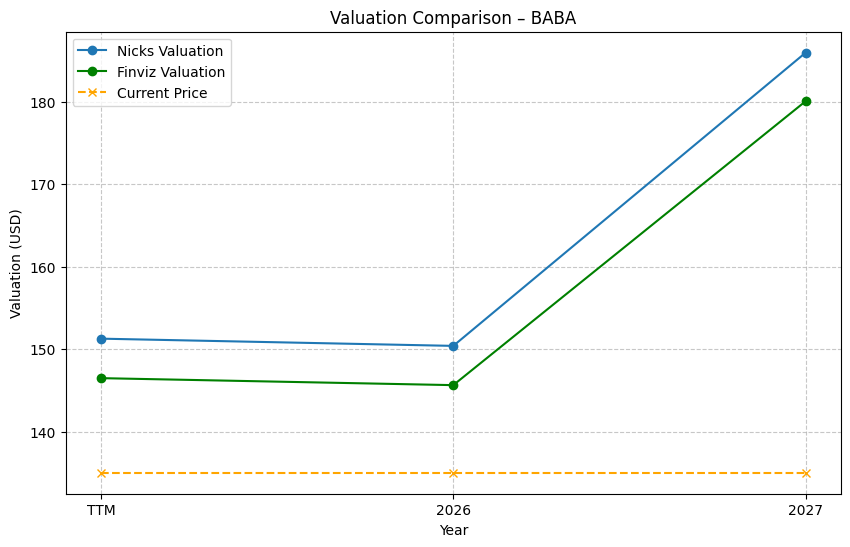 Valuation Comparison – BABA
Nicks Valuation
Finviz Valuation
Current Price
Valuation (USD)
180
170
160
150
140
TTM
2026
2027
Year